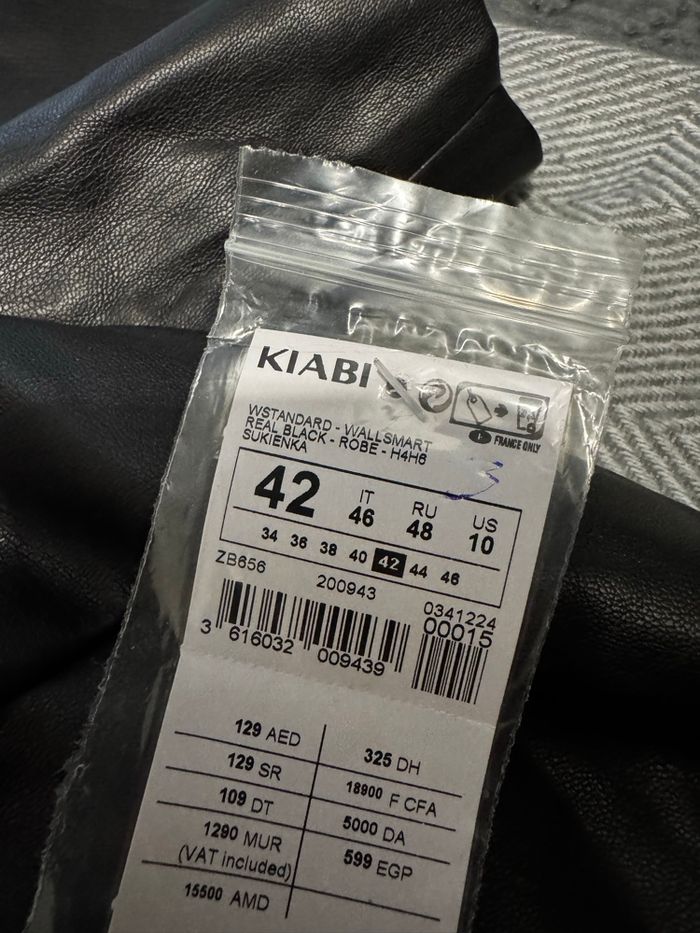 KIABI
FRANCE ONLY
WSTANDARD - WALLSMART
REAL BLACK - ROBE - H4H6
SUKIENKA
3
42 IT 46 RU 48 US 10
34 36 38 40 42 44 46
ZB656 200943 0341224
00015
3 616032 009439
129 AED 325 DH
129 SR 18900 F CFA
109 DT 5000 DA
1290 MUR 599 EGP
(VAT included)
15500 AMD